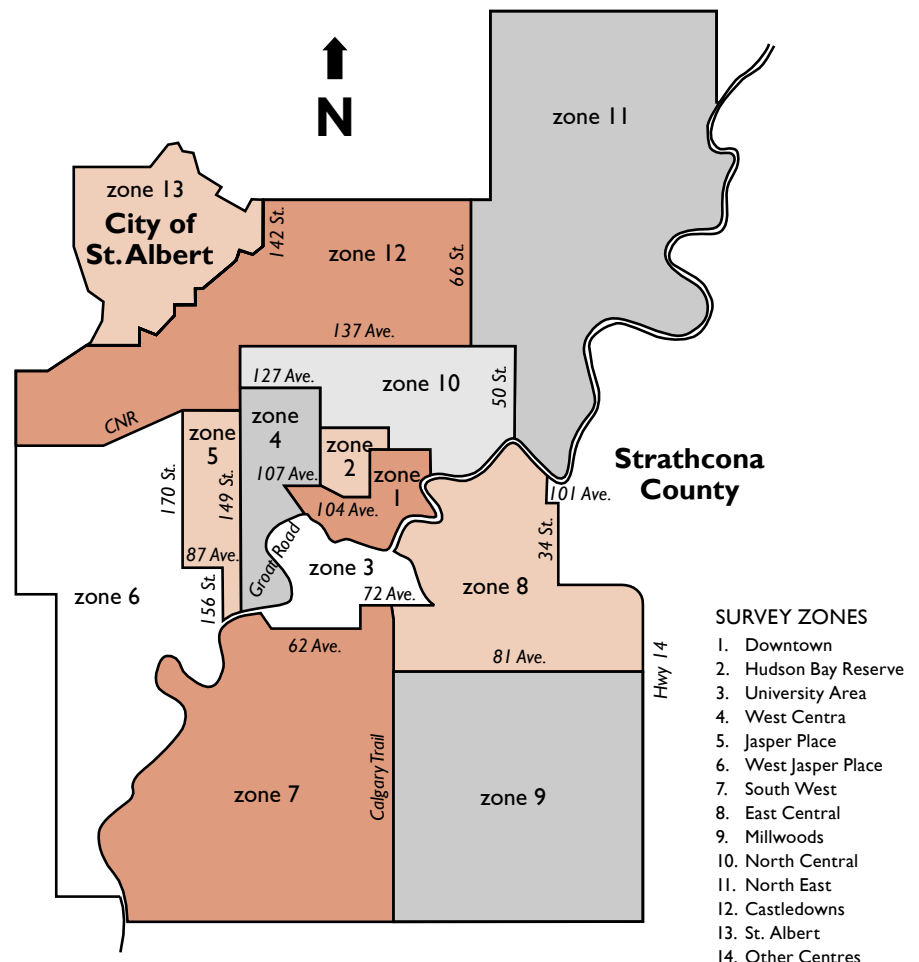 N
zone 11
zone 13
City of
St. Albert
142 St.
zone 12
66 St.
137 Ave.
127 Ave.
zone 10
50 St.
CNR
zone
5
zone
4
zone
2
zone
1
107 Ave.
104 Ave.
170 St.
149 St.
Strathcona
County
101 Ave.
34 St.
87 Ave.
Groat Road
zone 3
72 Ave.
zone 8
zone 6
156 St.
62 Ave.
81 Ave.
Hwy 14
zone 7
Calgary Trail
zone 9
SURVEY ZONES
1. Downtown
2. Hudson Bay Reserve
3. University Area
4. West Centra
5. Jasper Place
6. West Jasper Place
7. South West
8. East Central
9. Millwoods
10. North Central
11. North East
12. Castledowns
13. St. Albert
14. Other Centres